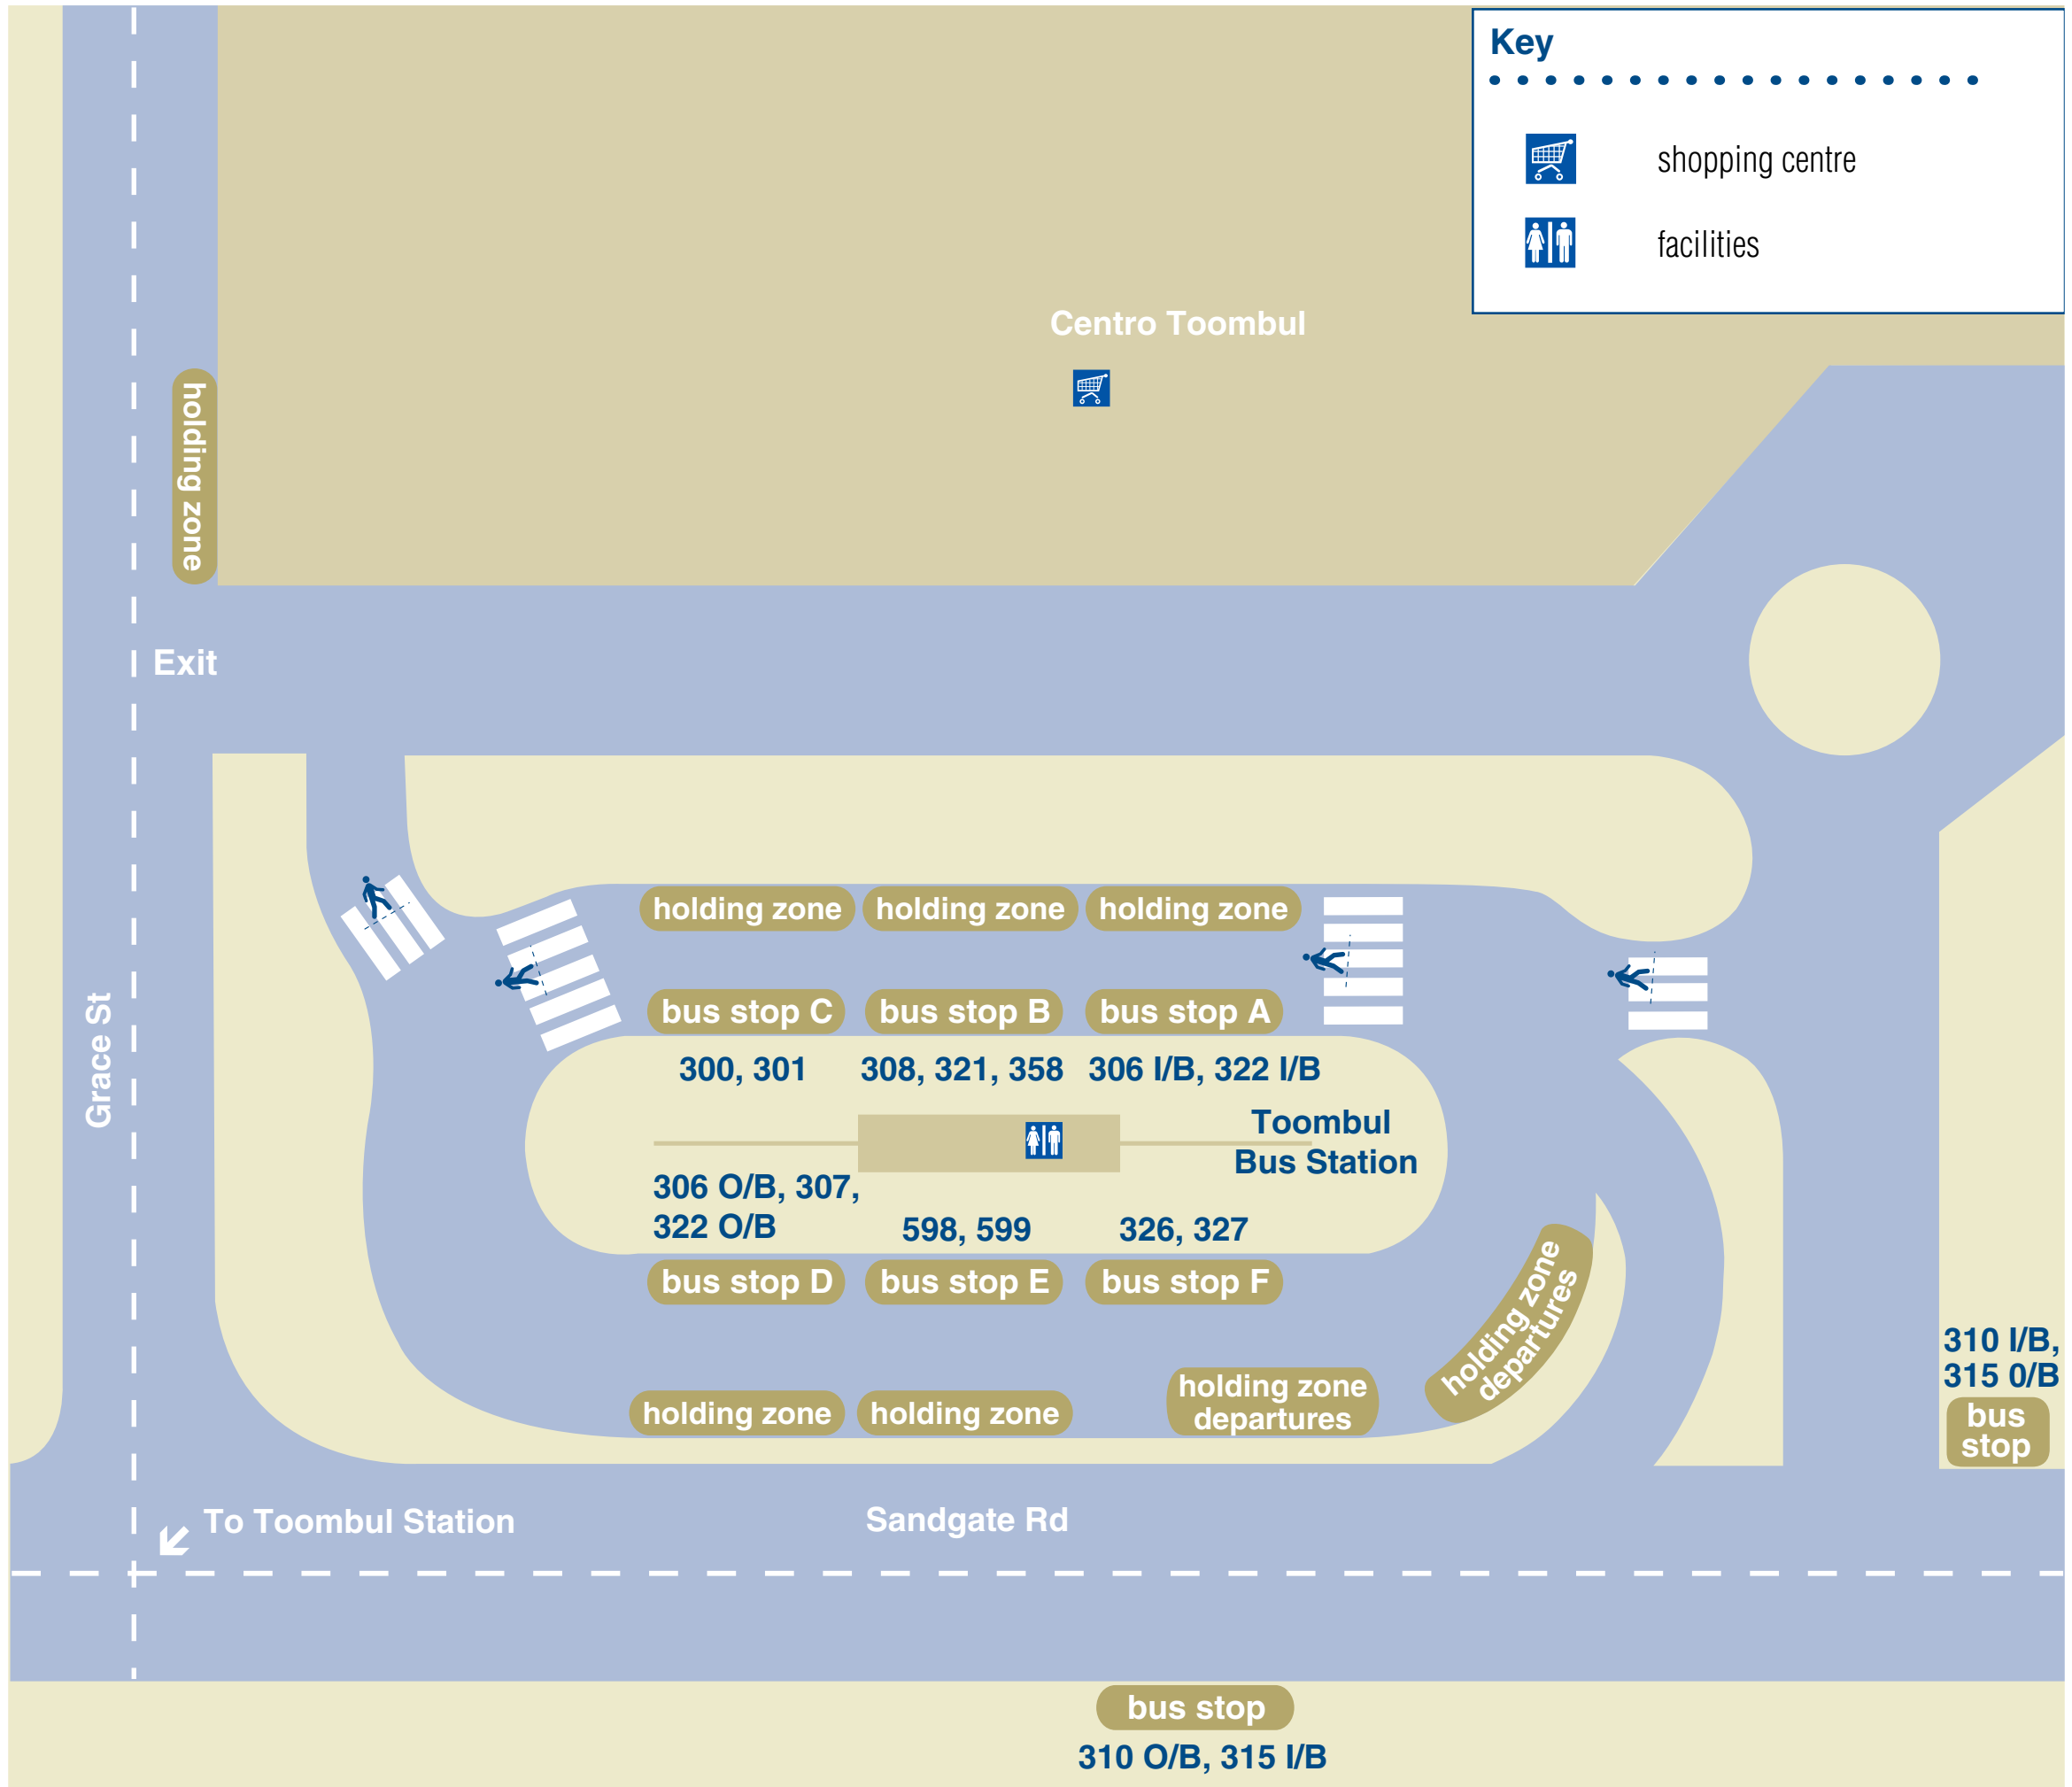 Key
shopping centre
facilities
Centro Toombul
holding zone
Exit
holding zone
holding zone
holding zone
bus stop C
bus stop B
bus stop A
300, 301
308, 321, 358
306 I/B, 322 I/B
Grace St
Toombul
Bus Station
306 O/B, 307,
322 O/B
598, 599
326, 327
bus stop D
bus stop E
bus stop F
holding zone
departures
310 I/B,
315 0/B
bus
stop
holding zone
holding zone
holding zone
departures
To Toombul Station
Sandgate Rd
bus stop
310 O/B, 315 I/B